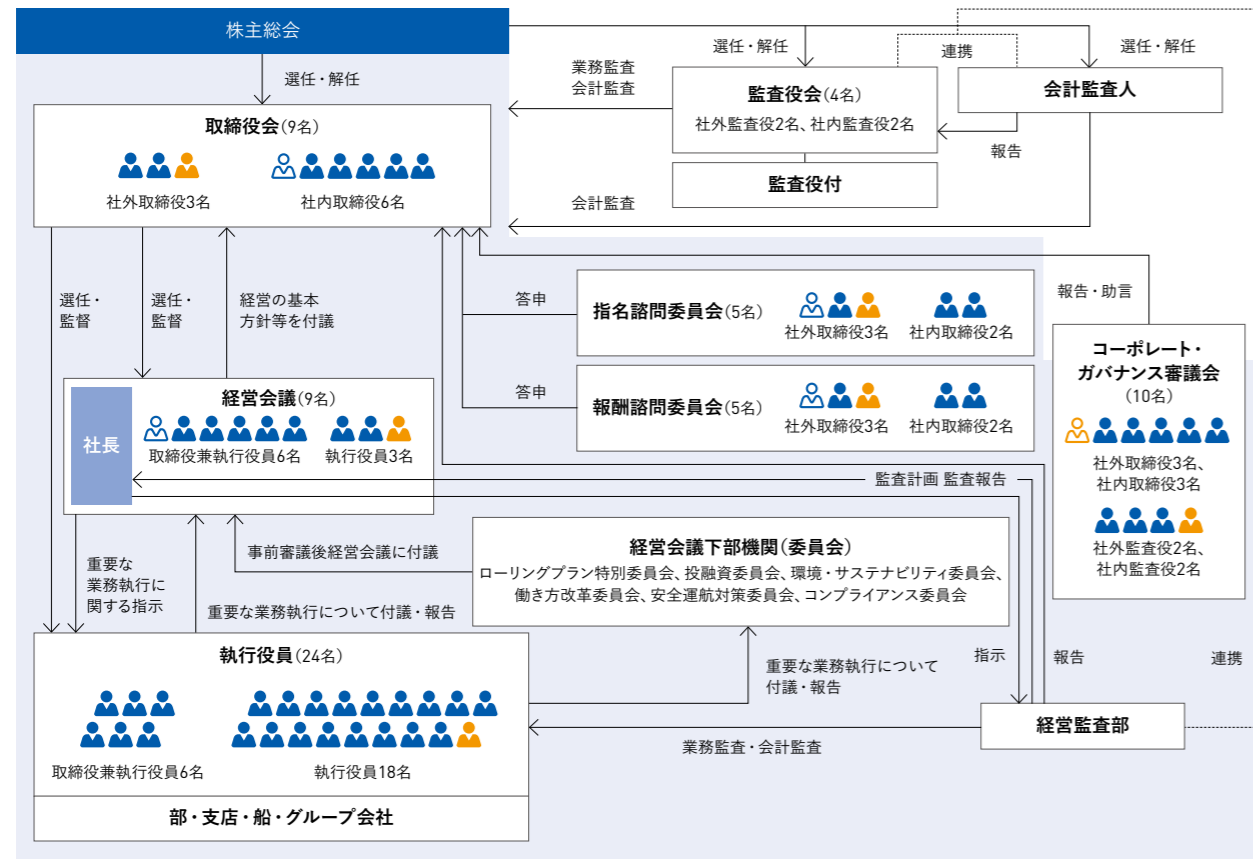 株主総会
選任・解任
選任・解任
連携
選任・解任
業務監査
会計監査
監査役会(4名)
社外監査役2名、社内監査役2名
会計監査人
報告
監査役付
会計監査
取締役会(9名)
社外取締役3名
社内取締役6名
選任・
監督
選任・
監督
経営の基本
方針等を付議
答申
指名諮問委員会(5名)
社外取締役3名
社内取締役2名
答申
報酬諮問委員会(5名)
社外取締役3名
社内取締役2名
報告・助言
コーポレート・
ガバナンス審議会
(10名)
社外取締役3名、
社内取締役3名
社外監査役2名、
社内監査役2名
社長
経営会議(9名)
取締役兼執行役員6名
執行役員3名
監査計画 監査報告
事前審議後経営会議に付議
経営会議下部機関(委員会)
ローリングプラン特別委員会、投融資委員会、環境・サステナビリティ委員会、
働き方改革委員会、安全運航対策委員会、コンプライアンス委員会
重要な
業務執行に
関する指示
重要な業務執行について付議・報告
執行役員(24名)
取締役兼執行役員6名
執行役員18名
部・支店・船・グループ会社
重要な業務執行について
付議・報告
指示
報告
連携
経営監査部
業務監査・会計監査